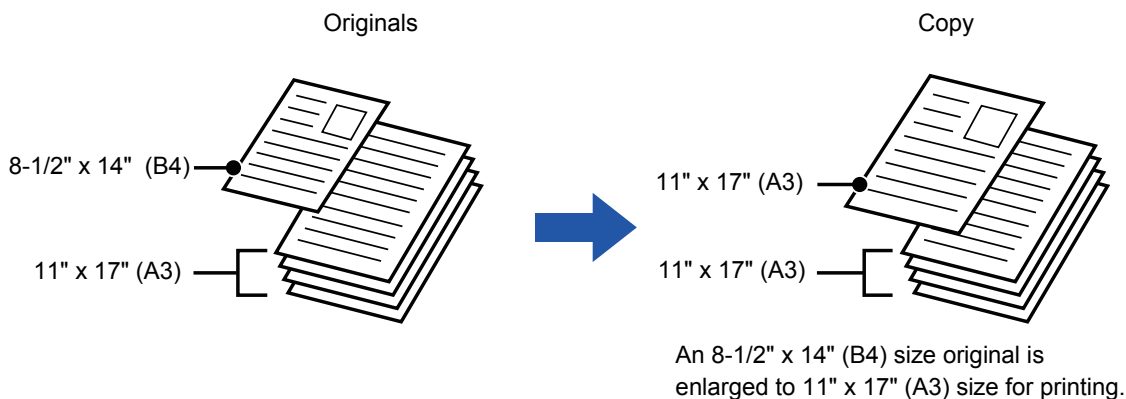 Originals
Copy
8-1/2" x 14" (B4)
11" x 17" (A3)
11" x 17" (A3)
11" x 17" (A3)
An 8-1/2" x 14" (B4) size original is
enlarged to 11" x 17" (A3) size for printing.